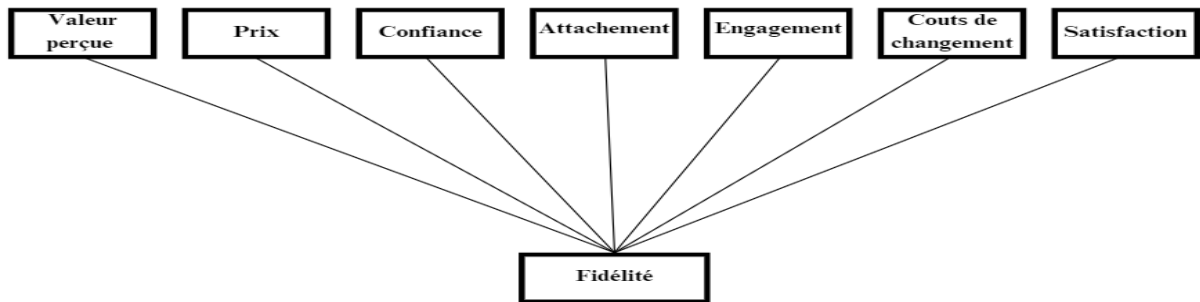 Valeur
perçue
Prix
Confiance
Attachement
Engagement
Couts de
changement
Satisfaction
Fidélité